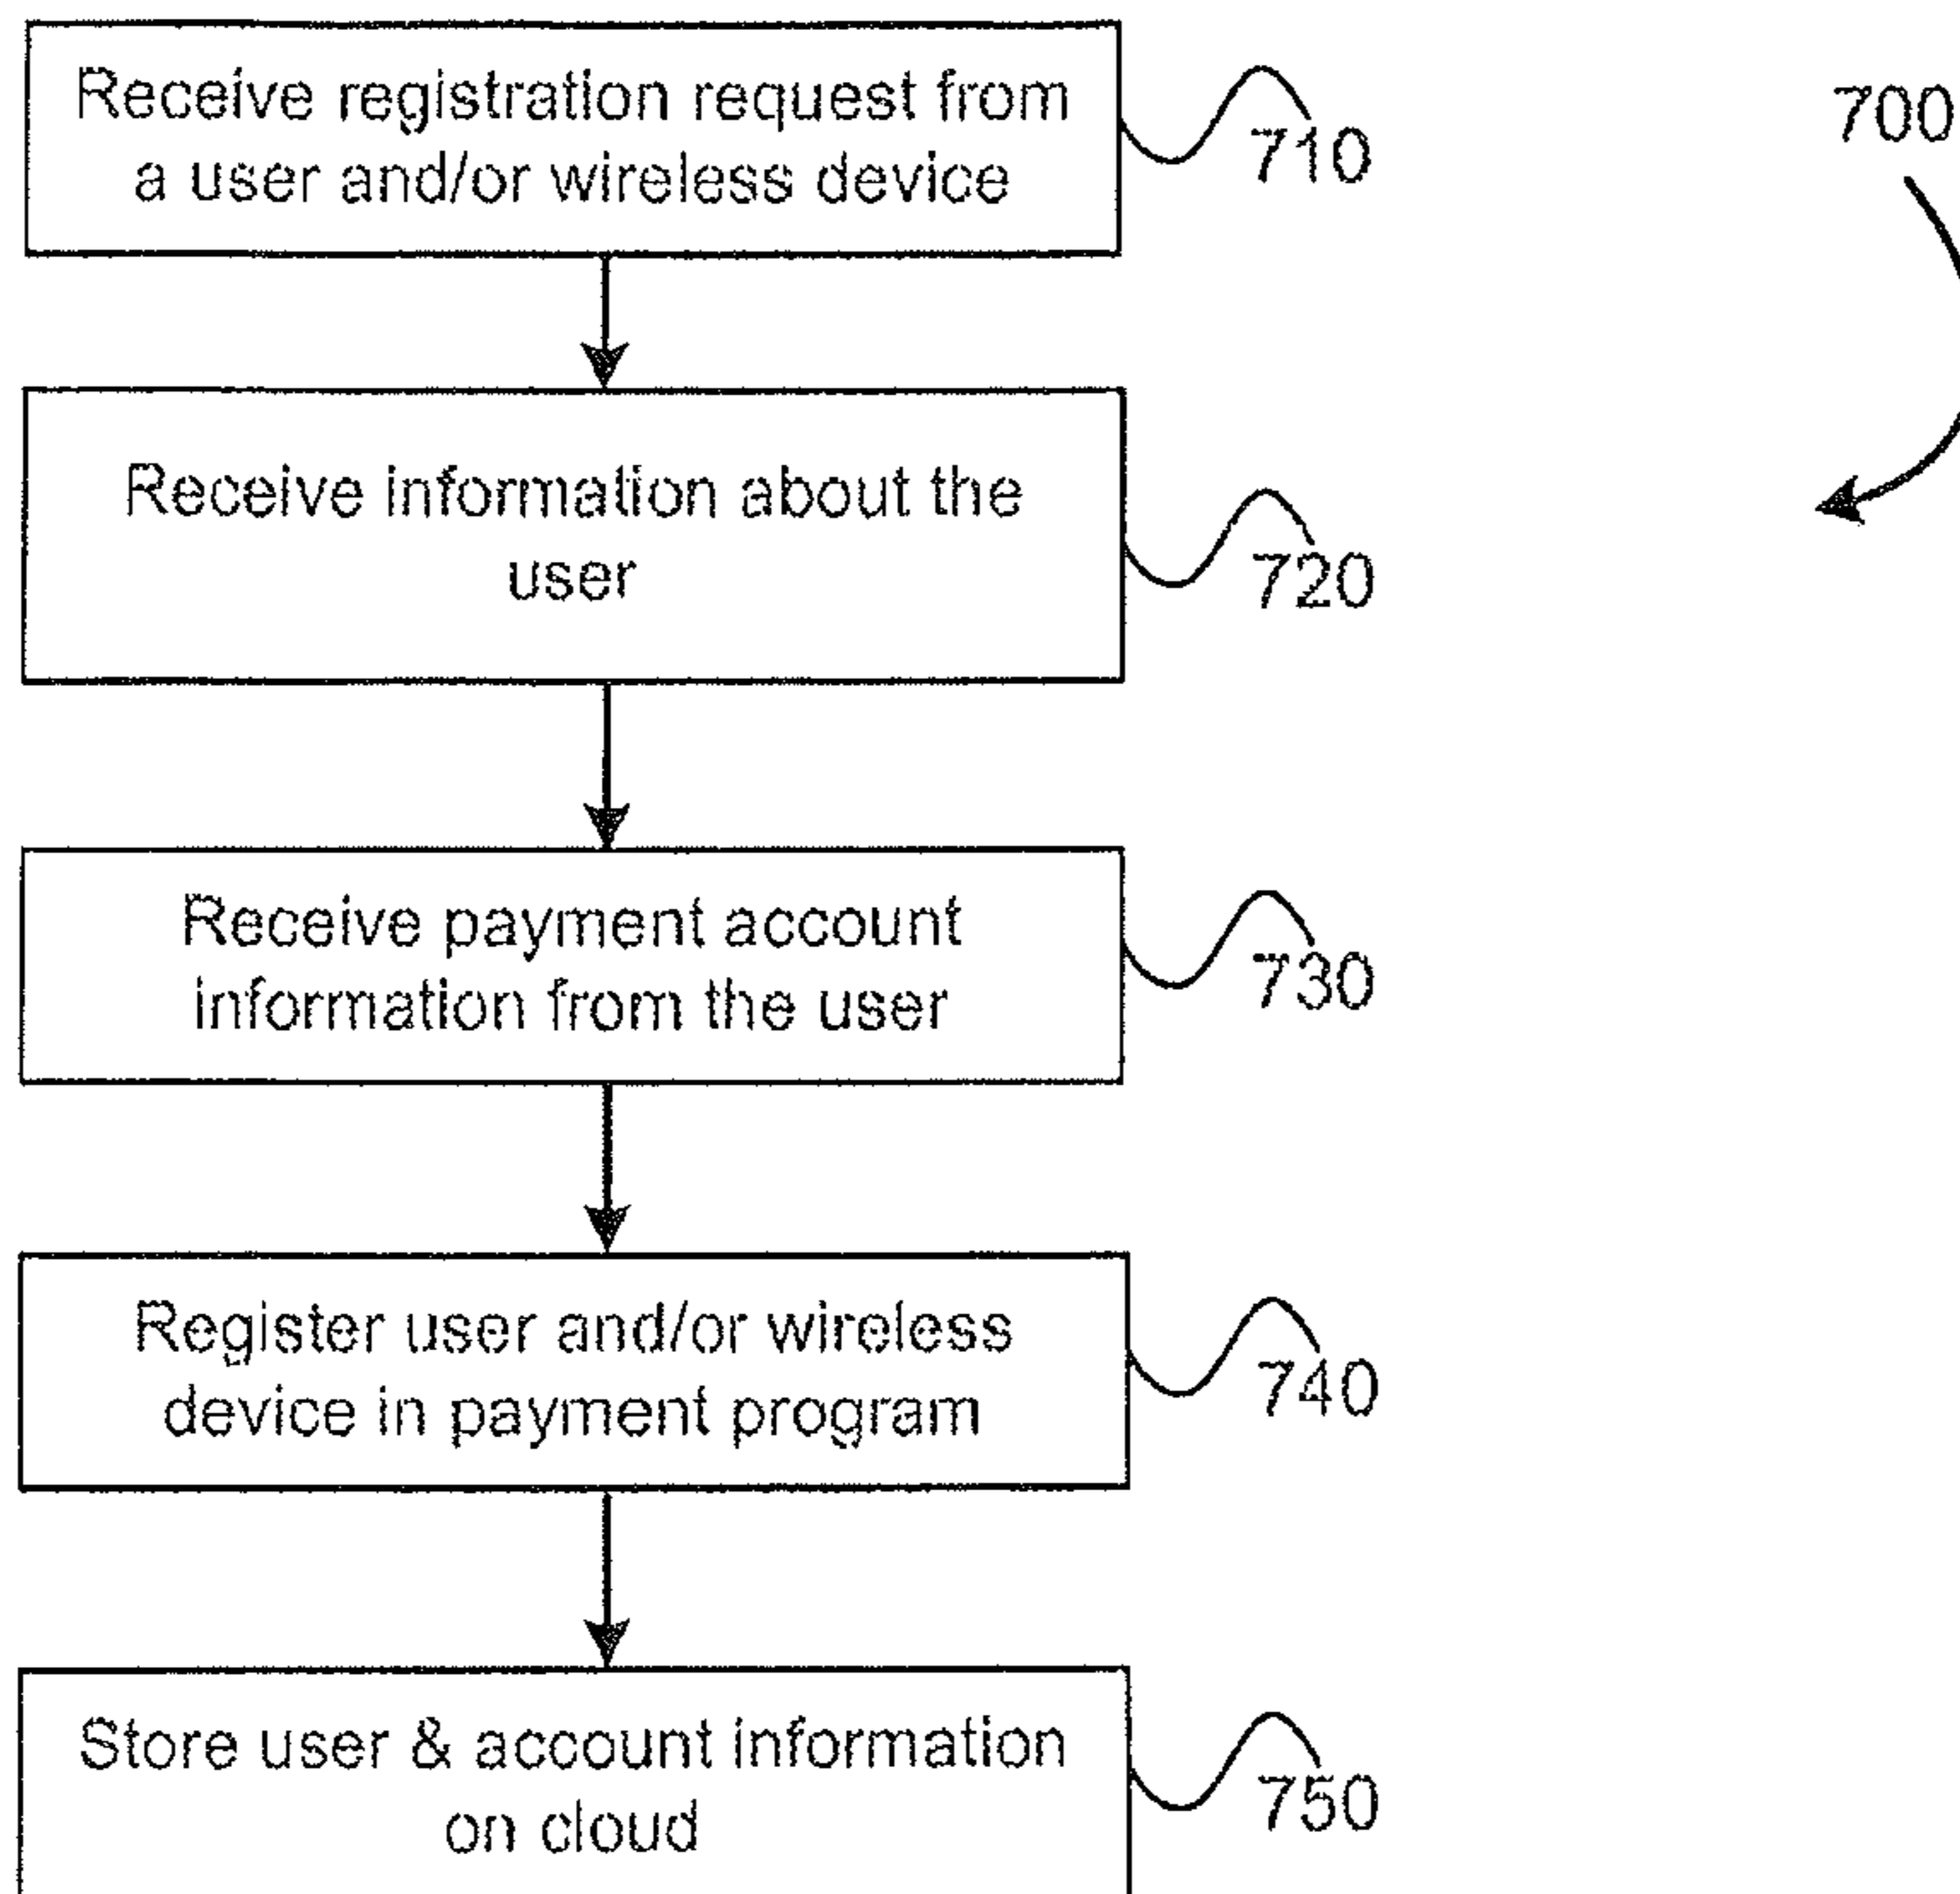 Receive registration request from
a user and/or wireless device
710
700
Receive information about the
user
720
Receive payment account
information from the user
730
Register user and/or wireless
device in payment program
740
Store user & account information
on cloud
750